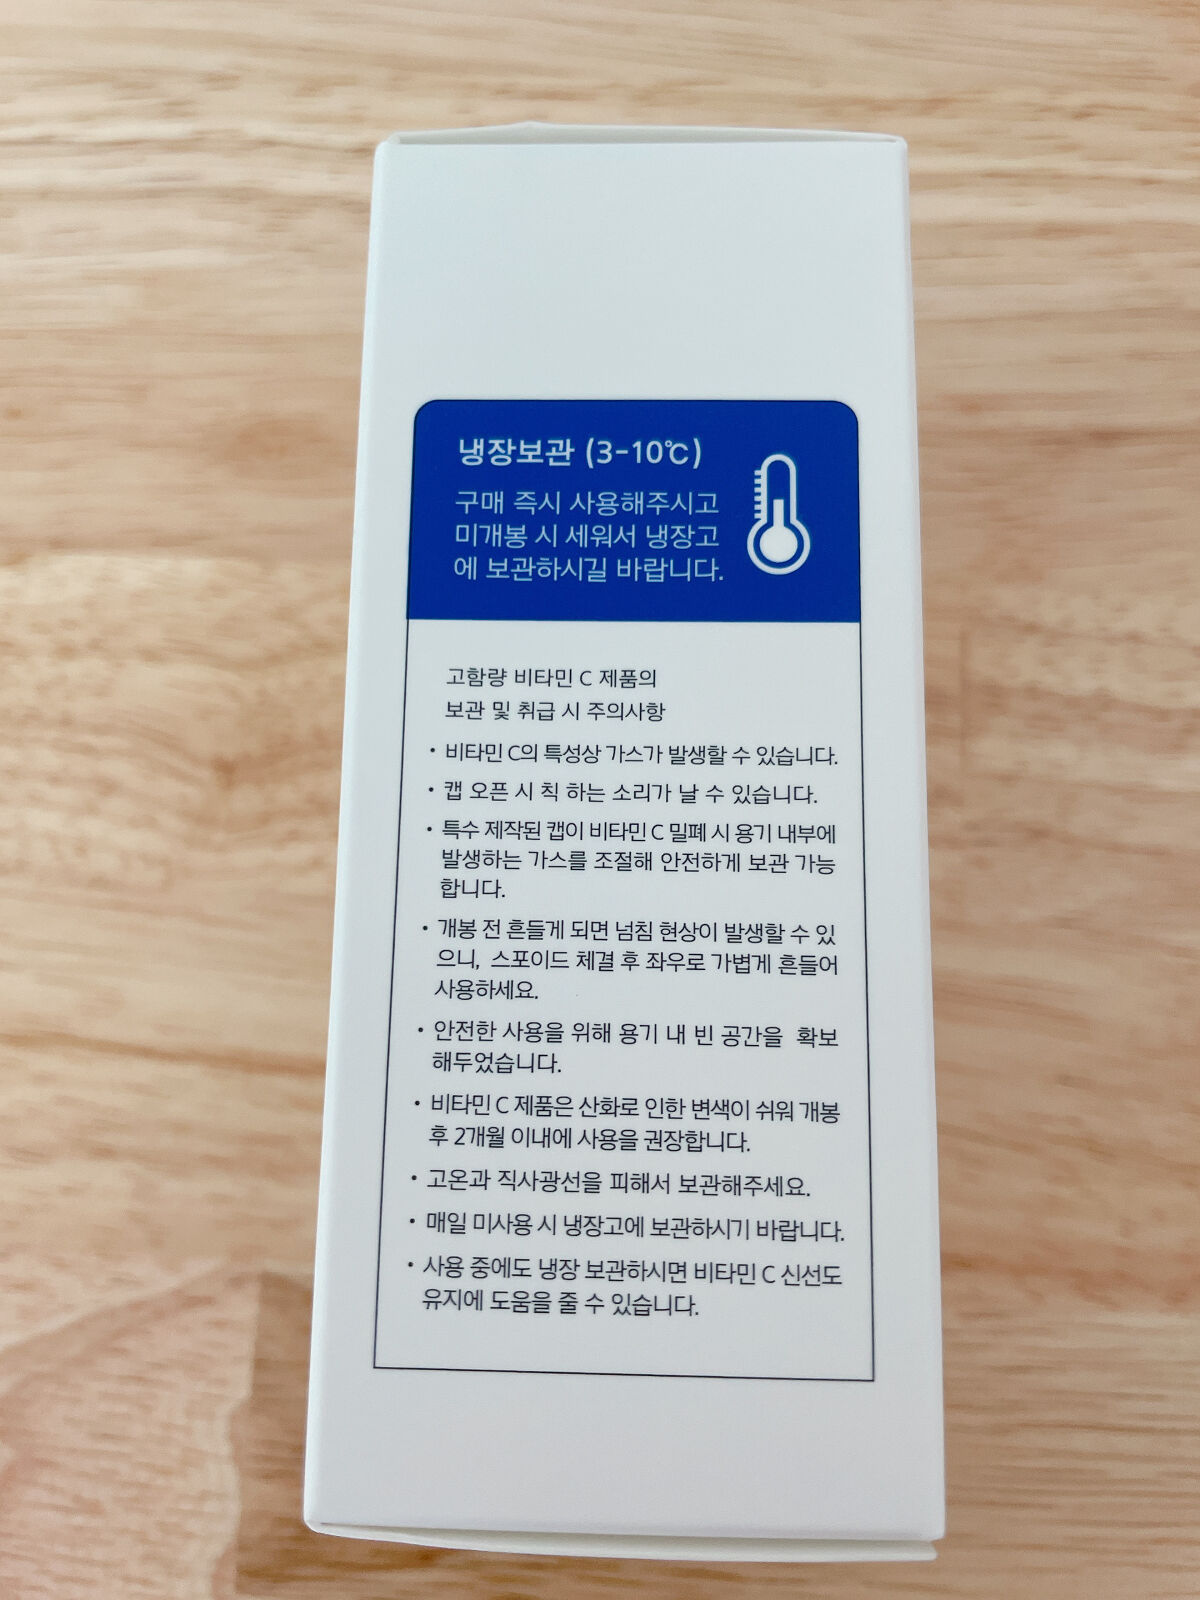 냉장보관 (3-10℃)
구매 즉시 사용해주시고
미개봉 시 세워서 냉장고
에 보관하시길 바랍니다.
고함량 비타민 C 제품의
보관 및 취급 시 주의사항
· 비타민 C의 특성상 가스가 발생할 수 있습니다.
· 캡 오픈 시 칙 하는 소리가 날 수 있습니다.
· 특수 제작된 캡이 비타민 C 밀폐 시 용기 내부에
발생하는 가스를 조절해 안전하게 보관 가능
합니다.
· 개봉 전 흔들게 되면 넘침 현상이 발생할 수 있
으니, 스포이드 체결 후 좌우로 가볍게 흔들어
사용하세요.
· 안전한 사용을 위해 용기 내 빈 공간을 확보
해두었습니다.
· 비타민 C 제품은 산화로 인한 변색이 쉬워 개봉
후 2개월 이내에 사용을 권장합니다.
· 고온과 직사광선을 피해서 보관해주세요.
· 매일 미사용 시 냉장고에 보관하시기 바랍니다.
· 사용 중에도 냉장 보관하시면 비타민 C 신선도
유지에 도움을 줄 수 있습니다.